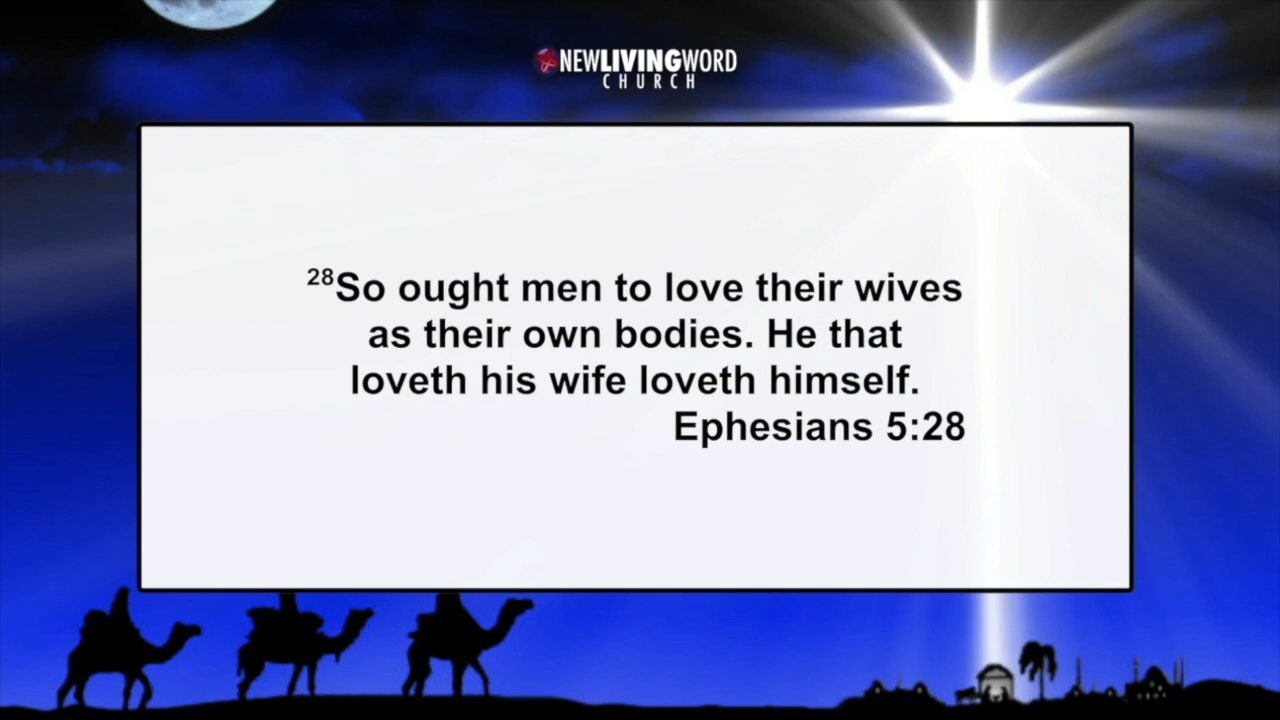 NEWLIVINGWORD
CHURCH
28So ought men to love their wives
as their own bodies. He that
loveth his wife loveth himself.
Ephesians 5:28